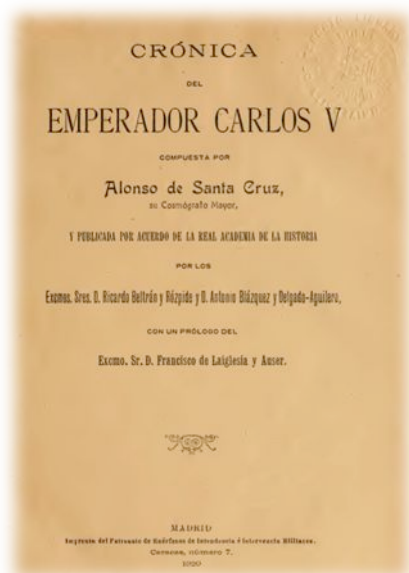 CRÓNICA
DEL
EMPERADOR CARLOS V
COMPUESTA POR
Alonso de Santa Cruz,
su Cosmógrafo Mayor,
Y PUBLICADA POR ACUERDO DE LA REAL ACADEMIA DE LA HISTORIA
POR LOS
Excmos. Sres. D. Ricardo Beltrán y Rózpide y D. Antonio Blázquez y Delgado-Aguilera,
CON UN PRÓLOGO DEL
Excmo. Sr. D. Francisco de Laiglesia y Auser.
MADRID
Imprenta del Patronato de Huérfanos de Intendencia é Intervención Militares.
Caracas, número 7.
1920